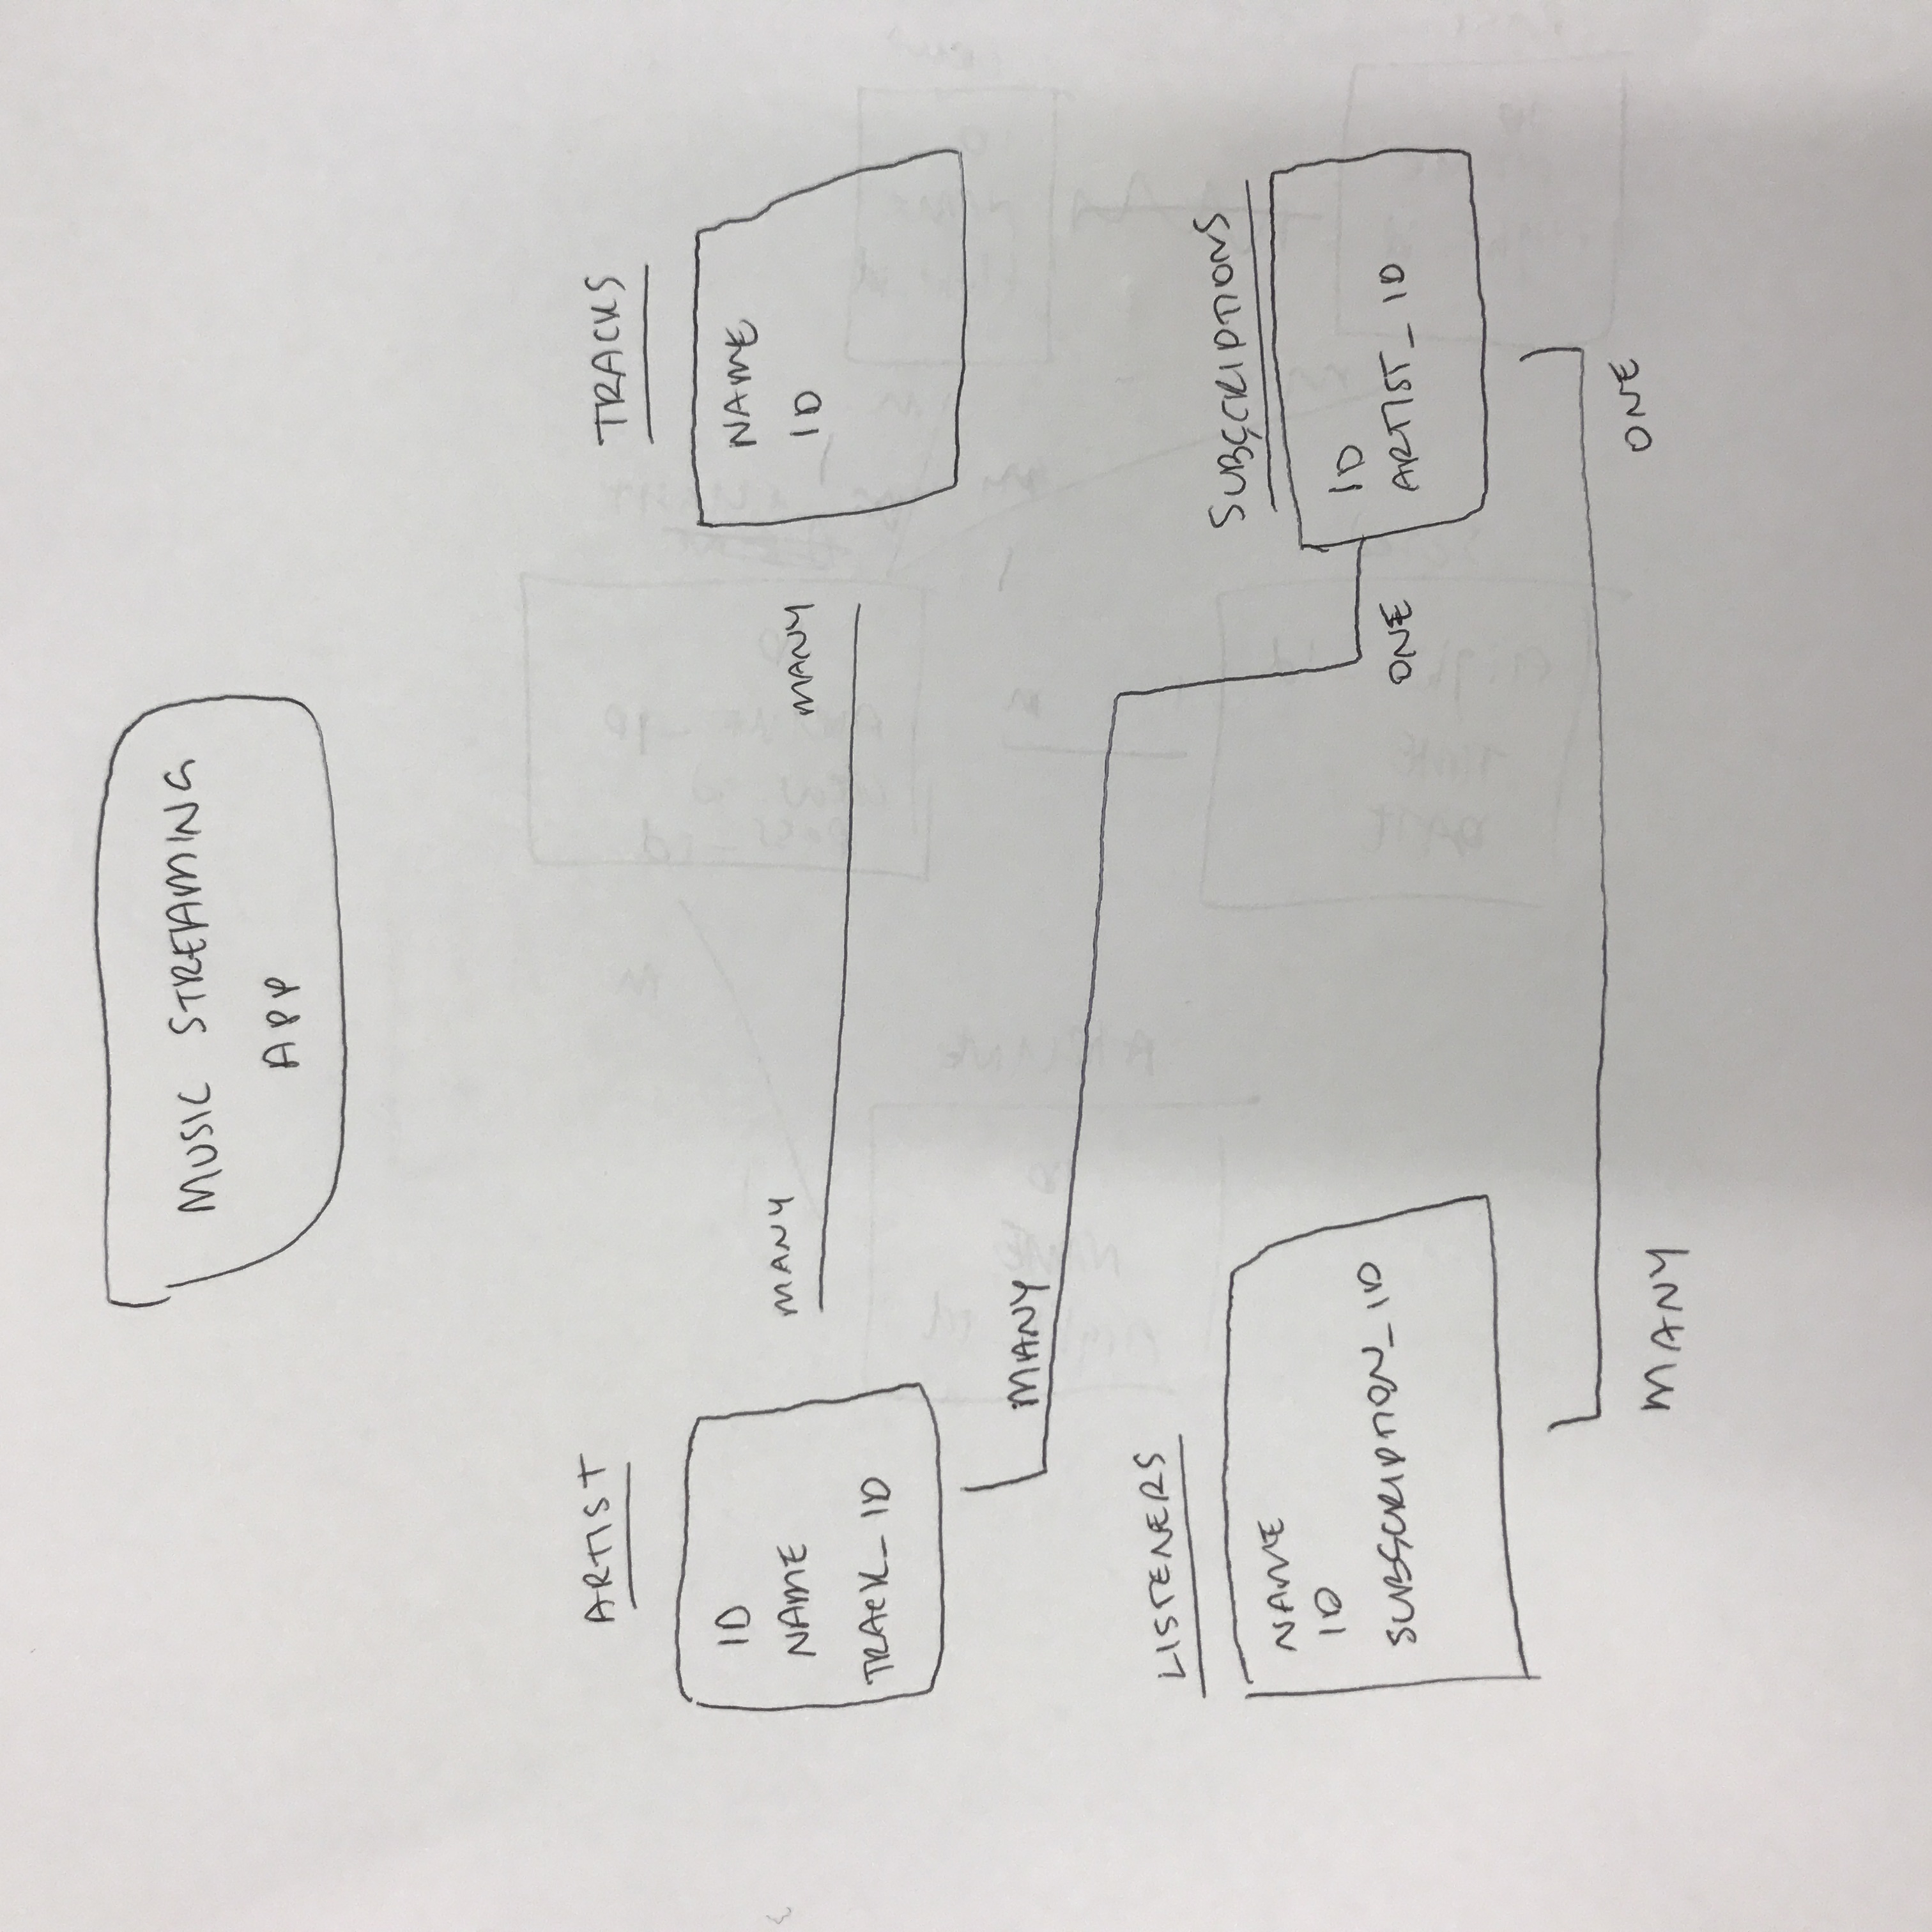 MUSIC STREAMING
APP
ARTIST
ID
NAME
TRACK_ID
MANY
MANY
TRACKS
NAME
ID
MANY
LISTENERS
NAME
ID
SUBSCRIPTION_ID
ONE
SUBSCRIPTIONS
ID
ARTIST_ID
MANY
ONE